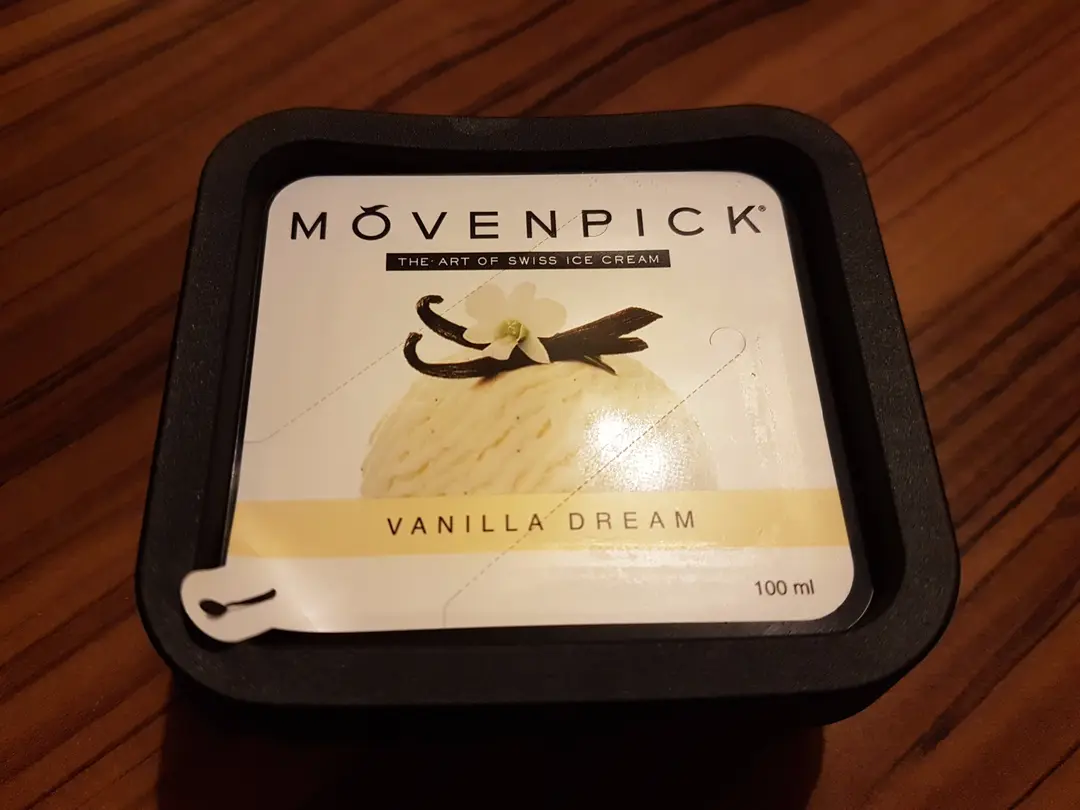 MÖVENPICK®
THE ART OF SWISS ICE CREAM
VANILLA DREAM
100 ml